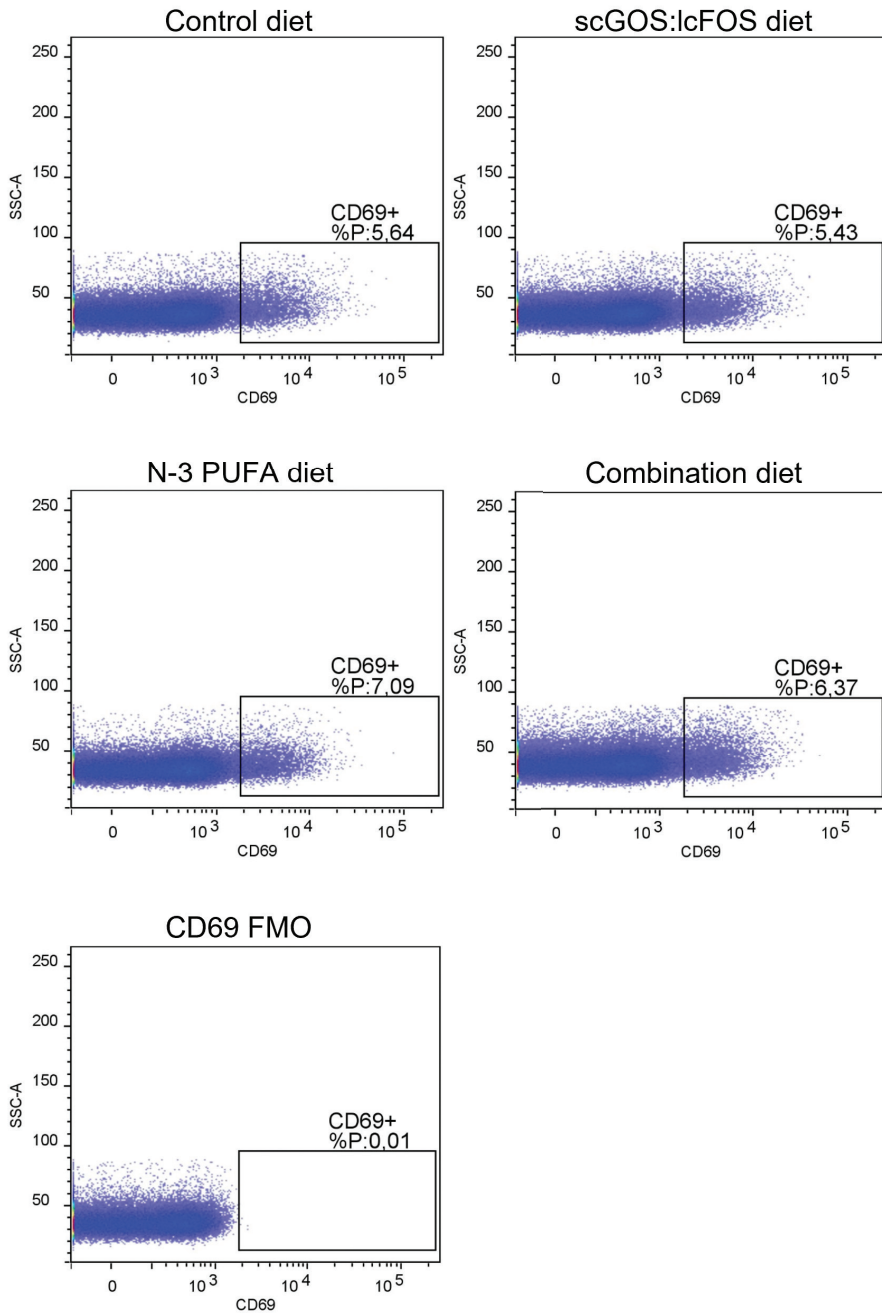 Control diet
250
200
150
100
50
SSC-A
CD69+
%P:5,64
0
10³
10⁴
10⁵
CD69
scGOS:lcFOS diet
250
200
150
100
50
SSC-A
CD69+
%P:5,43
0
10³
10⁴
10⁵
CD69
N-3 PUFA diet
250
200
150
100
50
SSC-A
CD69+
%P:7,09
0
10³
10⁴
10⁵
CD69
Combination diet
250
200
150
100
50
SSC-A
CD69+
%P:6,37
0
10³
10⁴
10⁵
CD69
CD69 FMO
250
200
150
100
50
SSC-A
CD69+
%P:0,01
0
10³
10⁴
10⁵
CD69